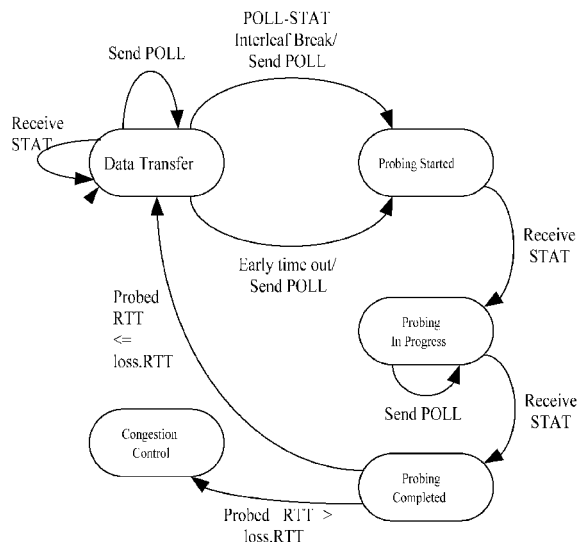 POLL-STAT
Interleaf Break/
Send POLL
Send POLL
Receive
STAT
Data Transfer
Probing Started
Early time out/
Send POLL
Receive
STAT
Probed
RTT
<=
loss.RTT
Probing
In Progress
Send POLL
Receive
STAT
Congestion
Control
Probing
Completed
Probed RTT >
loss.RTT